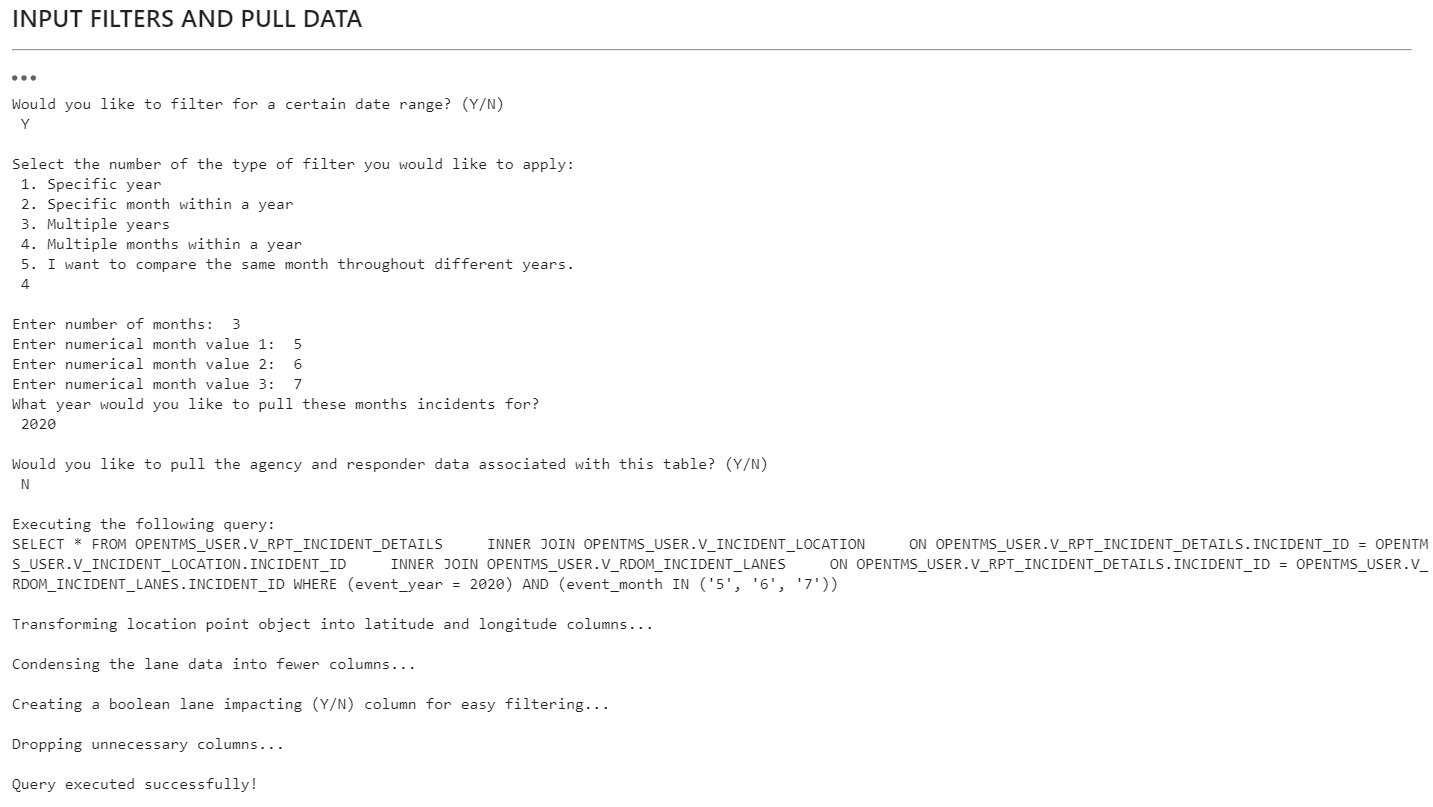 INPUT FILTERS AND PULL DATA
•••
Would you like to filter for a certain date range? (Y/N)
Y
Select the number of the type of filter you would like to apply:
1. Specific year
2. Specific month within a year
3. Multiple years
4. Multiple months within a year
5. I want to compare the same month throughout different years.
4
Enter number of months:  3
Enter numerical month value 1:  5
Enter numerical month value 2:  6
Enter numerical month value 3:  7
What year would you like to pull these months incidents for?
2020
Would you like to pull the agency and responder data associated with this table? (Y/N)
N
Executing the following query:
SELECT * FROM OPENTMS_USER.V_RPT_INCIDENT_DETAILS     INNER JOIN OPENTMS_USER.V_INCIDENT_LOCATION     ON OPENTMS_USER.V_RPT_INCIDENT_DETAILS.INCIDENT_ID = OPENTM
S_USER.V_INCIDENT_LOCATION.INCIDENT_ID     INNER JOIN OPENTMS_USER.V_RDOM_INCIDENT_LANES     ON OPENTMS_USER.V_RPT_INCIDENT_DETAILS.INCIDENT_ID = OPENTMS_USER.V_
RDOM_INCIDENT_LANES.INCIDENT_ID WHERE (event_year = 2020) AND (event_month IN ('5', '6', '7'))
Transforming location point object into latitude and longitude columns...
Condensing the lane data into fewer columns...
Creating a boolean lane impacting (Y/N) column for easy filtering...
Dropping unnecessary columns...
Query executed successfully!